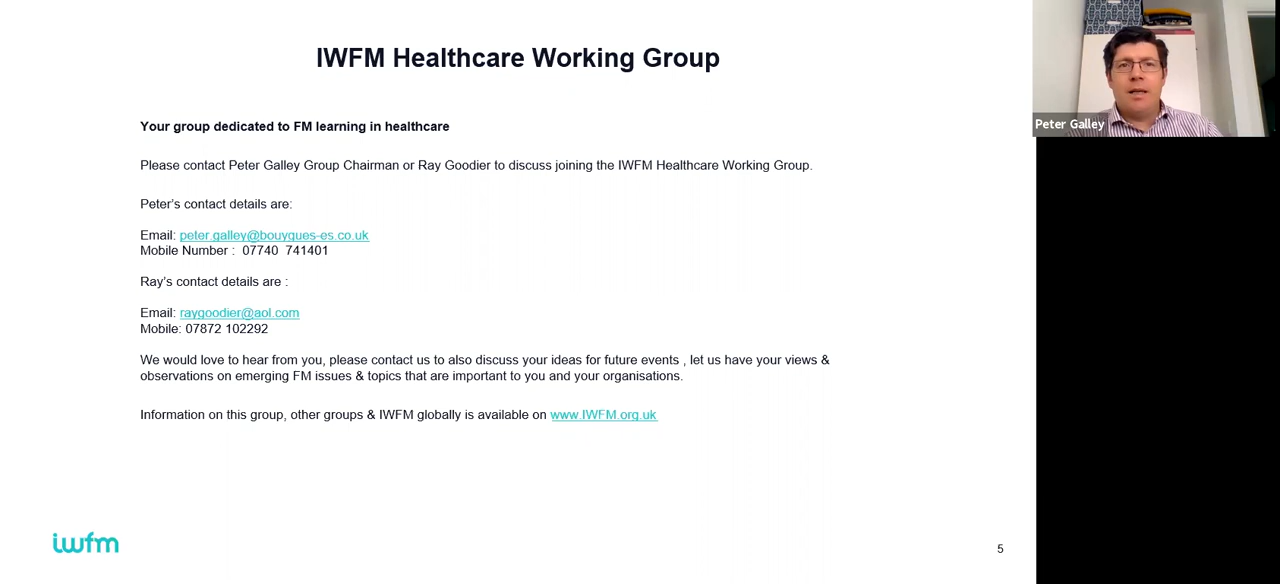 IWFM Healthcare Working Group
Peter Galley
Your group dedicated to FM learning in healthcare
Please contact Peter Galley Group Chairman or Ray Goodier to discuss joining the IWFM Healthcare Working Group.
Peter's contact details are:
Email: peter.galley@bouygues-es.co.uk
Mobile Number :  07740  741401
Ray's contact details are :
Email: raygoodier@aol.com
Mobile: 07872 102292
We would love to hear from you, please contact us to also discuss your ideas for future events , let us have your views &
observations on emerging FM issues & topics that are important to you and your organisations.
Information on this group, other groups & IWFM globally is available on www.IWFM.org.uk
iwfm
5